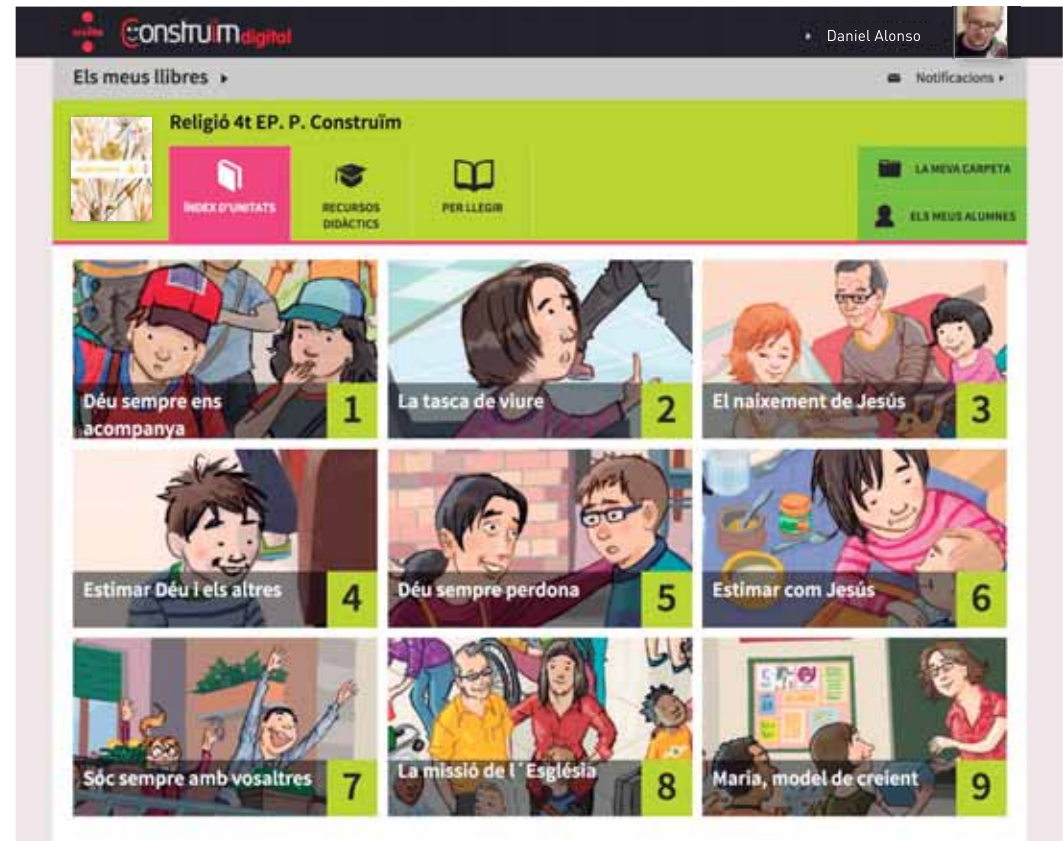 Construïm digital
Daniel Alonso
Els meus llibres
Notificacions
Religió 4t EP. P. Construïm
ÍNDEX D'UNITATS
RECURSOS
DIDÀCTICS
PER LLEGIR
LA MEVA CARPETA
ELS MEUS ALUMNES
Déu sempre ens
acompanya
1
La tasca de viure
2
El naixement de Jesús
3
Estimar Déu i els altres
4
Déu sempre perdona
5
Estimar com Jesús
6
Sóc sempre amb vosaltres
7
La missió de l´Església
8
Maria, model de creient
9